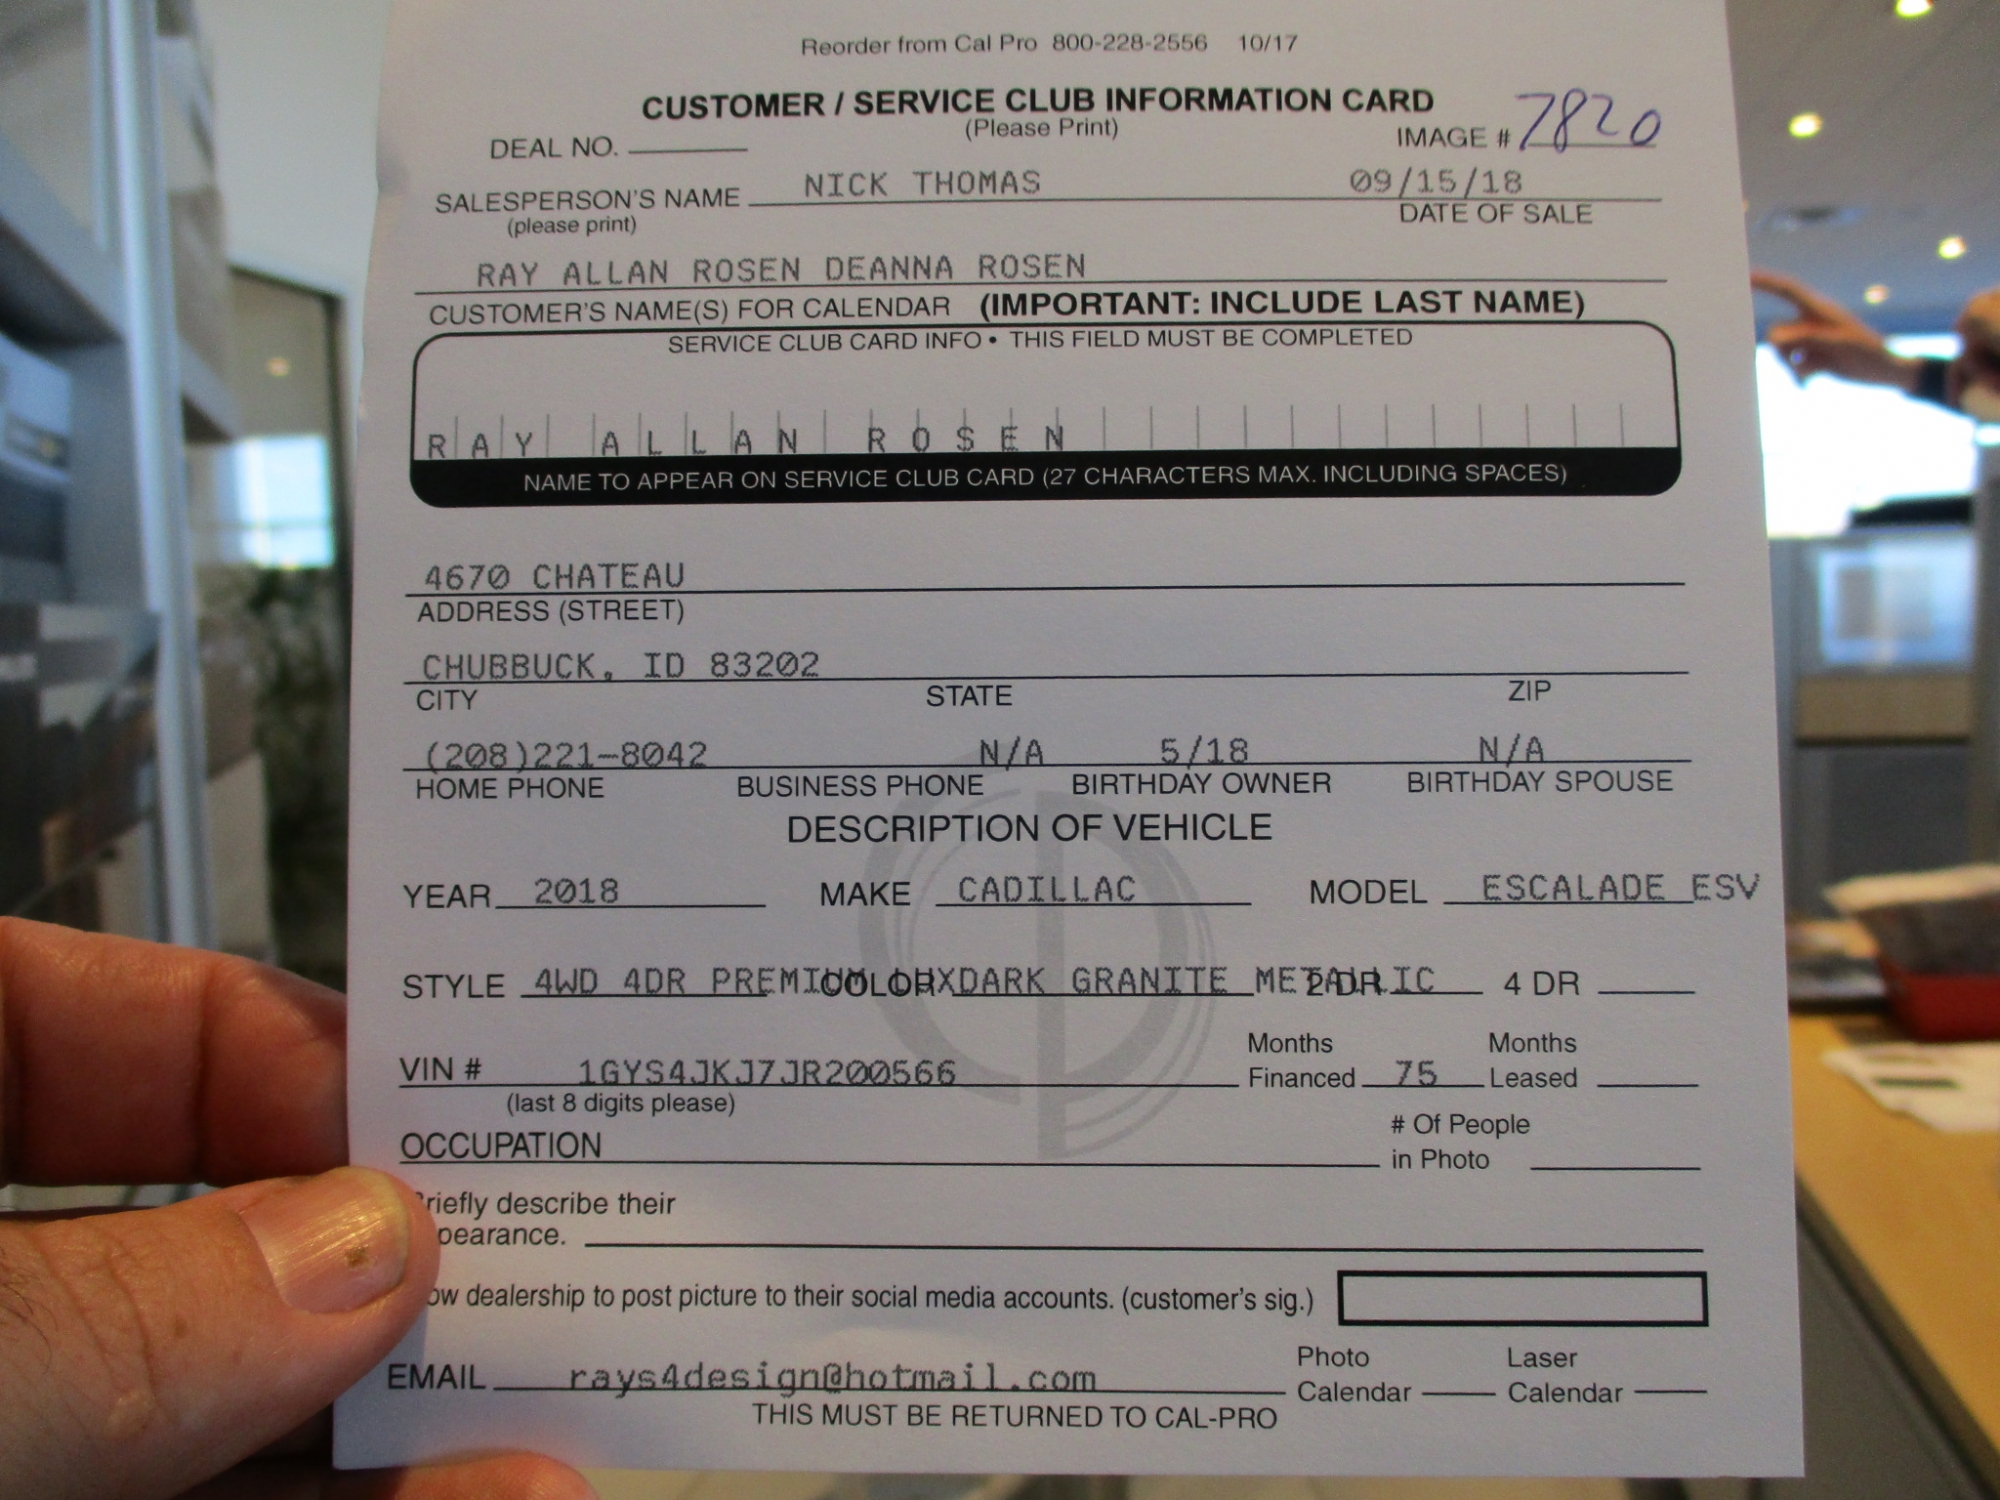 Reorder from Cal Pro 800-228-2556 10/17
CUSTOMER / SERVICE CLUB INFORMATION CARD
(Please Print)
DEAL NO. IMAGE # 7820
SALESPERSON'S NAME NICK THOMAS 09/15/18
(please print) DATE OF SALE
RAY ALLAN ROSEN DEANNA ROSEN
CUSTOMER'S NAME(S) FOR CALENDAR (IMPORTANT: INCLUDE LAST NAME)
SERVICE CLUB CARD INFO • THIS FIELD MUST BE COMPLETED
RAY ALLAN ROSEN
NAME TO APPEAR ON SERVICE CLUB CARD (27 CHARACTERS MAX. INCLUDING SPACES)
4670 CHATEAU
ADDRESS (STREET)
CHUBBUCK, ID 83202
CITY STATE ZIP
(208)221-8042 N/A 5/18 N/A
HOME PHONE BUSINESS PHONE BIRTHDAY OWNER BIRTHDAY SPOUSE
DESCRIPTION OF VEHICLE
YEAR 2018 MAKE CADILLAC MODEL ESCALADE ESV
STYLE 4WD 4DR PREMIUM LUX COLOR DARK GRANITE METALLIC 2 DR 4 DR
VIN # 1GYS4JKJ7JR200566 Months Financed 75 Months Leased
(last 8 digits please)
OCCUPATION # Of People in Photo
riefly describe their
pearance.
ow dealership to post picture to their social media accounts. (customer's sig.)
EMAIL rays4design@hotmail.com Photo Calendar Laser Calendar
THIS MUST BE RETURNED TO CAL-PRO